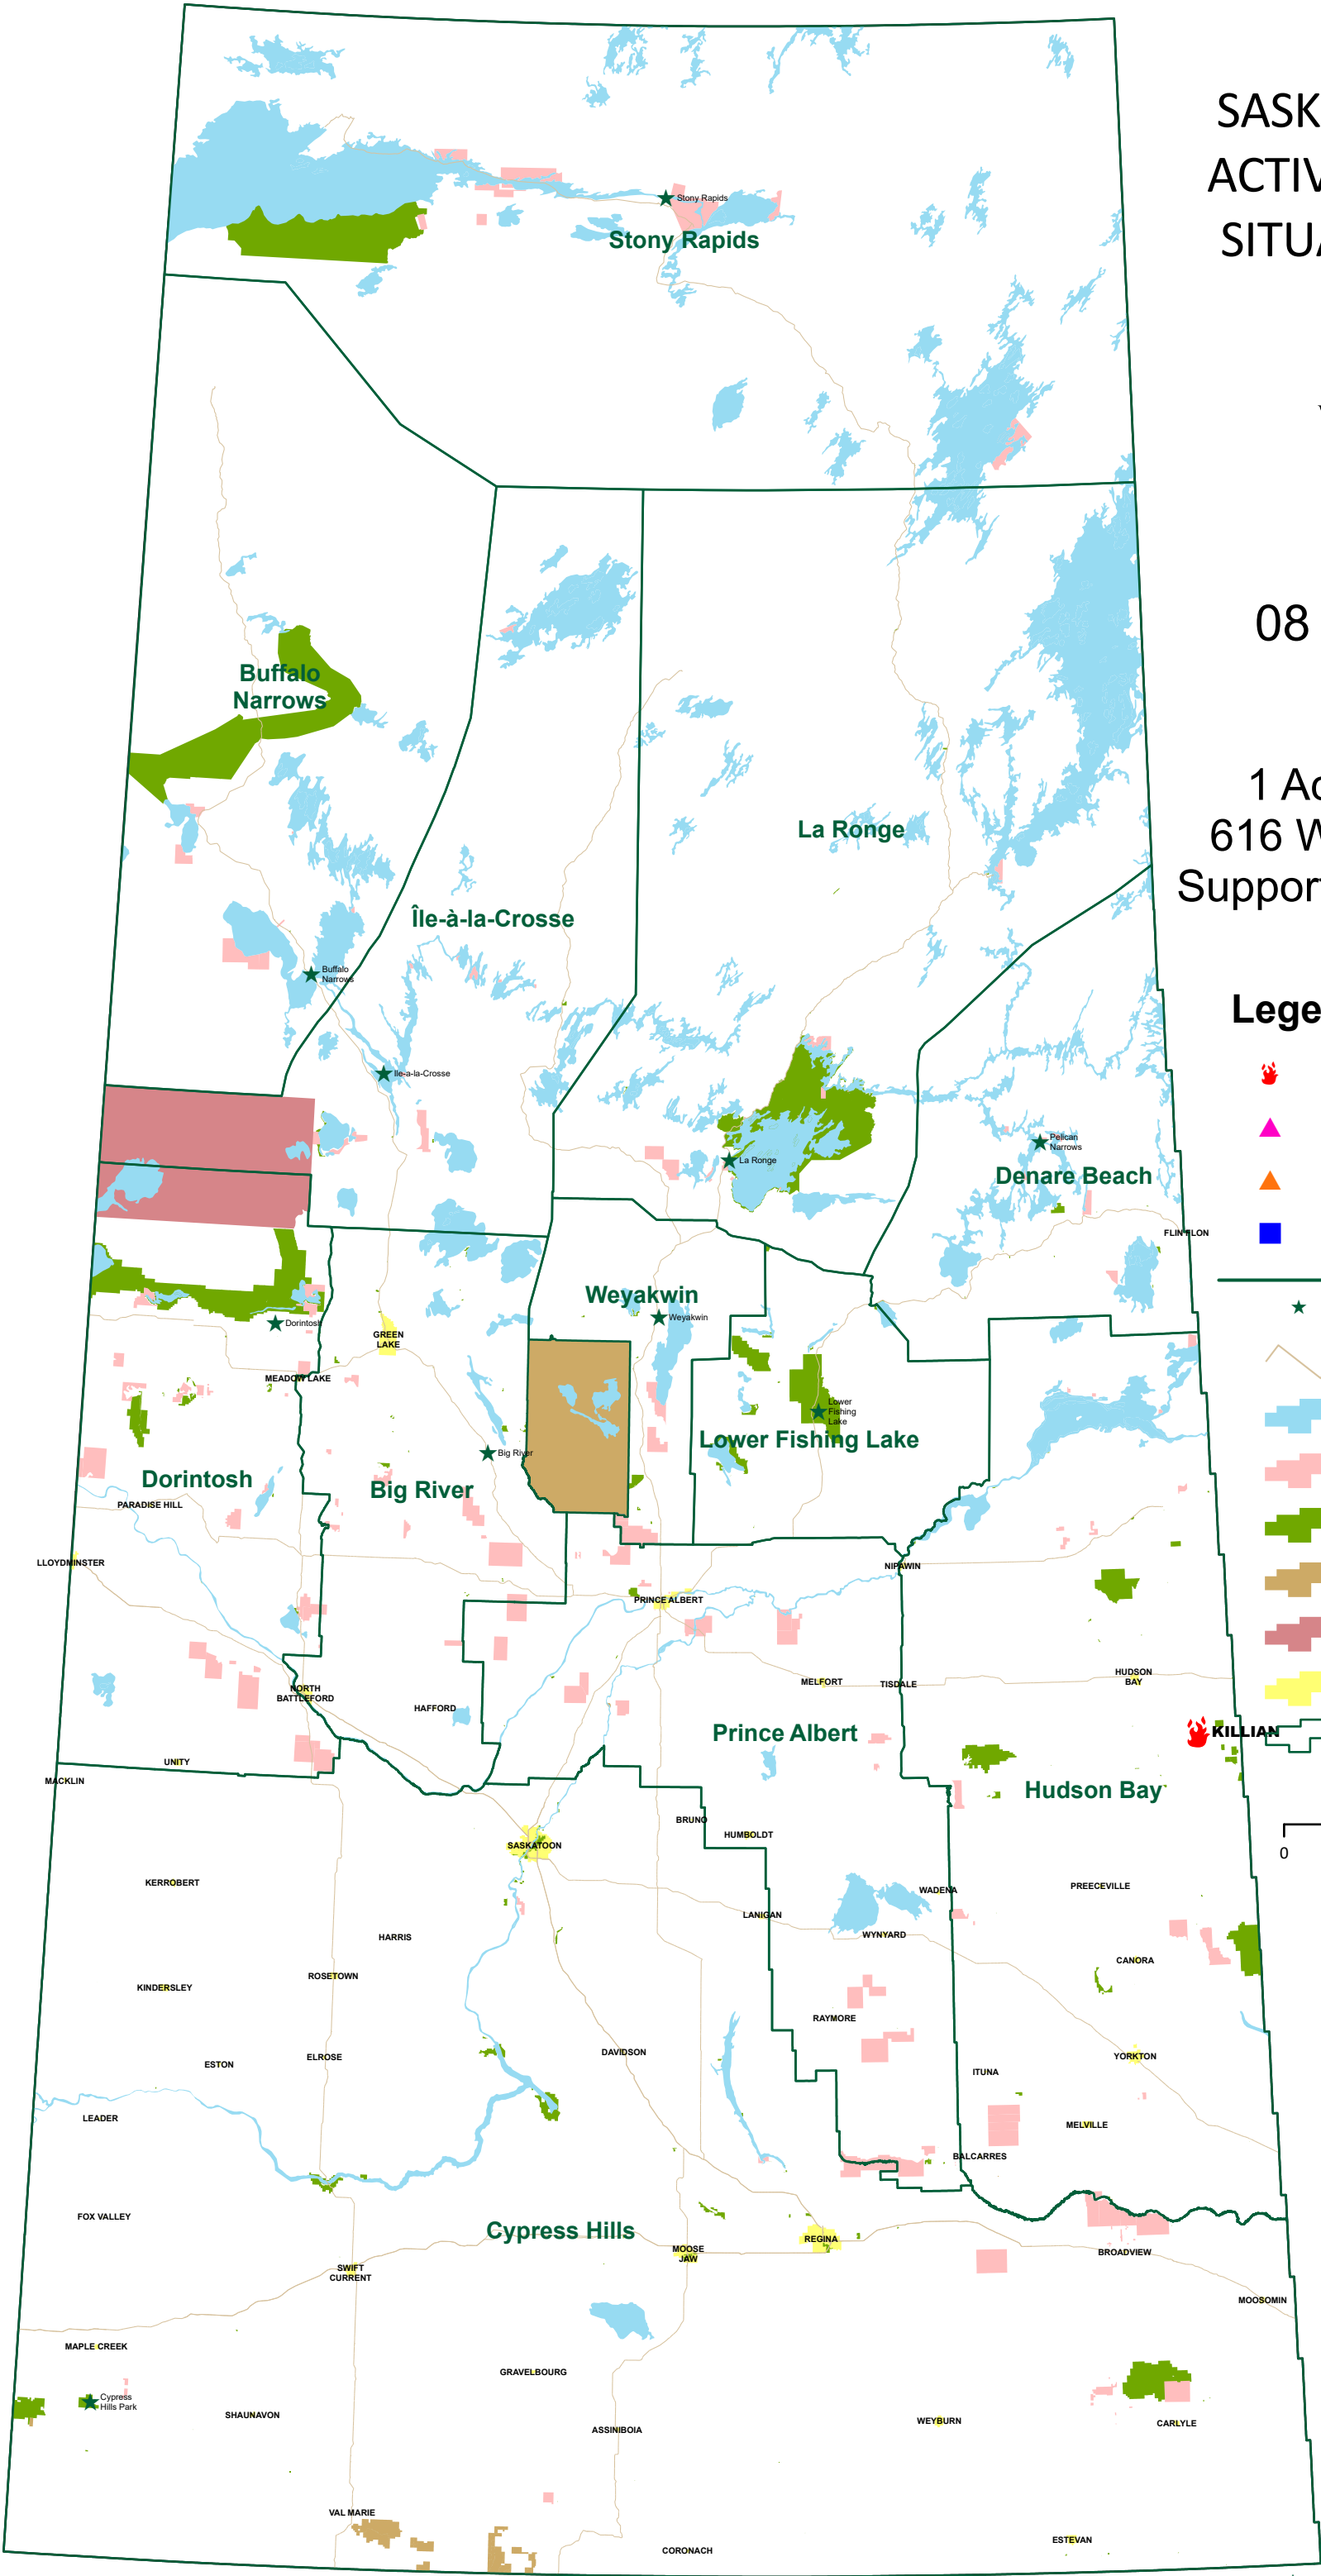 SASK
ACTIV
SITUA
08
1 Ac
616 W
Support
Lege
0
Stony Rapids
Stony Rapids
Buffalo
Narrows
La Ronge
Île-à-la-Crosse
Buffalo
Narrows
Ile-a-la-Crosse
Pelican
Narrows
La Ronge
Denare Beach
FLIN FLON
Weyakwin
Weyakwin
Dorintosh
GREEN
LAKE
MEADOW LAKE
Lower
Fishing
Lake
Lower Fishing Lake
Big River
Dorintosh
Big River
PARADISE HILL
LLOYDMINSTER
NIPAWIN
PRINCE ALBERT
HUDSON
BAY
MELFORT
TISDALE
NORTH
BATTLEFORD
HAFFORD
KILLIAN
Prince Albert
UNITY
MACKLIN
Hudson Bay
BRUNO
HUMBOLDT
SASKATOON
KERROBERT
PREECEVILLE
WADENA
LANIGAN
WYNYARD
HARRIS
CANORA
ROSETOWN
KINDERSLEY
RAYMORE
DAVIDSON
YORKTON
ELROSE
ESTON
ITUNA
LEADER
MELVILLE
BALCARRES
FOX VALLEY
Cypress Hills
REGINA
MOOSE
JAW
BROADVIEW
SWIFT
CURRENT
MOOSOMIN
MAPLE CREEK
GRAVELBOURG
Cypress
Hills Park
SHAUNAVON
WEYBURN
CARLYLE
ASSINIBOIA
VAL MARIE
ESTEVAN
CORONACH